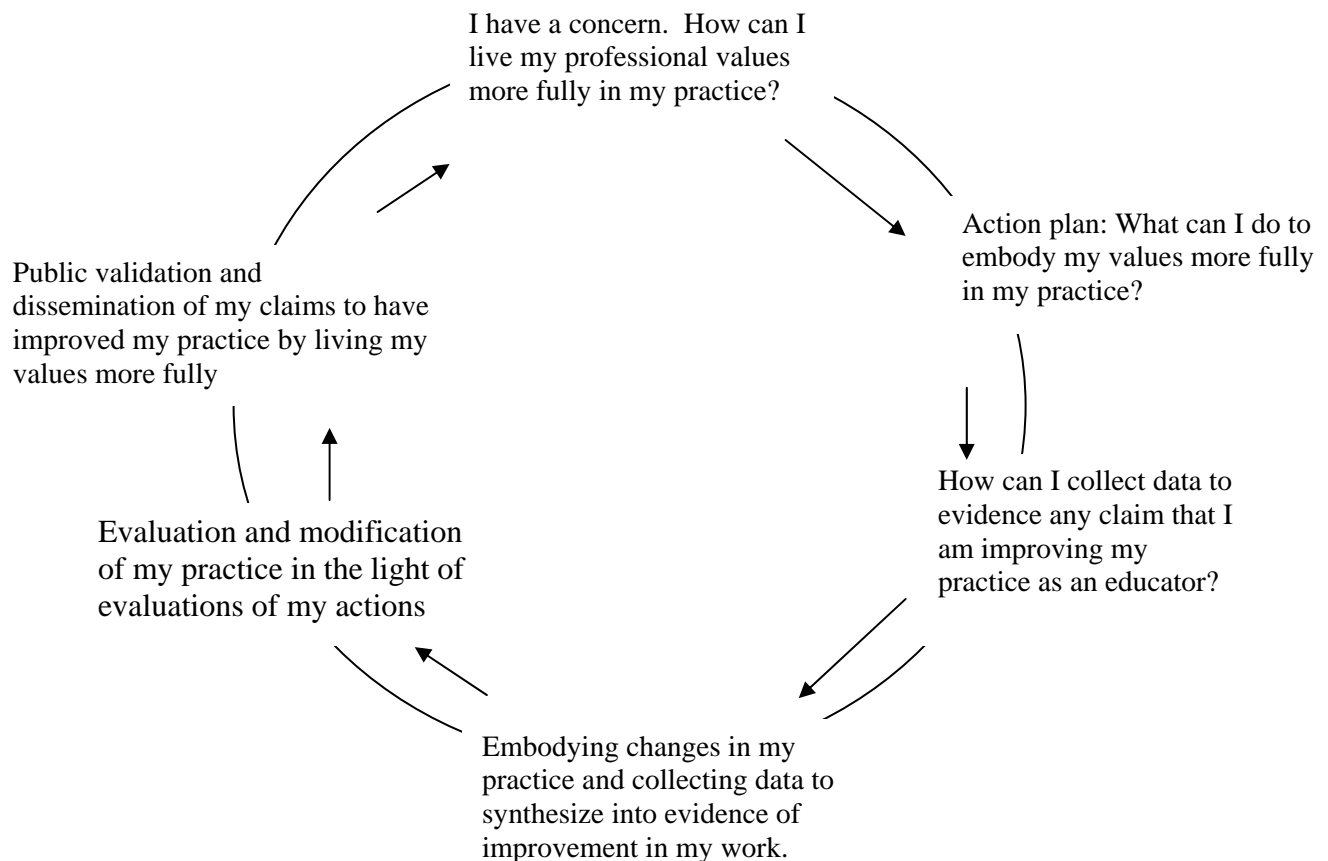 I have a concern.  How can I
live my professional values
more fully in my practice?
Action plan: What can I do to
embody my values more fully
in my practice?
How can I collect data to
evidence any claim that I
am improving my
practice as an educator?
Embodying changes in my
practice and collecting data to
synthesize into evidence of
improvement in my work.
Evaluation and modification
of my practice in the light of
evaluations of my actions
Public validation and
dissemination of my claims to have
improved my practice by living my
values more fully